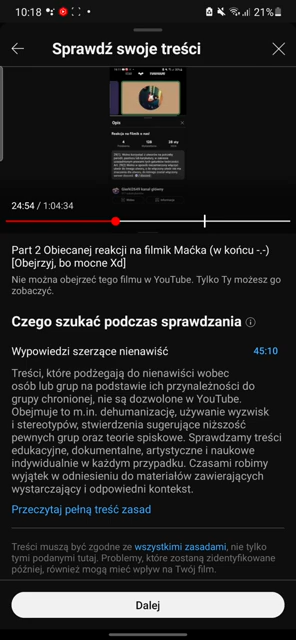 10:18
21%
Sprawdź swoje treści
Opis
Reakcja na filmik o nas!
24:54 / 1:04:34
Part 2 Obiecanej reakcji na filmik Maćka (w końcu -.-)
[Obejrzyj, bo mocne Xd]
Nie można obejrzeć tego filmu w YouTube. Tylko Ty możesz go
zobaczyć.
Czego szukać podczas sprawdzania
Wypowiedzi szerzące nienawiść 45:10
Treści, które podżegają do nienawiści wobec
osób lub grup na podstawie ich przynależności do
grupy chronionej, nie są dozwolone w YouTube.
Obejmuje to m.in. dehumanizację, używanie wyzwisk
i stereotypów, stwierdzenia sugerujące niższość
pewnych grup oraz teorie spiskowe. Sprawdzamy treści
edukacyjne, dokumentalne, artystyczne i naukowe
indywidualnie w każdym przypadku. Czasami robimy
wyjątek w odniesieniu do materiałów zawierających
wystarczający i odpowiedni kontekst.
Przeczytaj pełną treść zasad
Treści muszą być zgodne ze wszystkimi zasadami, nie tylko
tymi podanymi tutaj. Problemy, które zostaną zidentyfikowane
później, również mogą mieć wpływ na Twój film.
Dalej